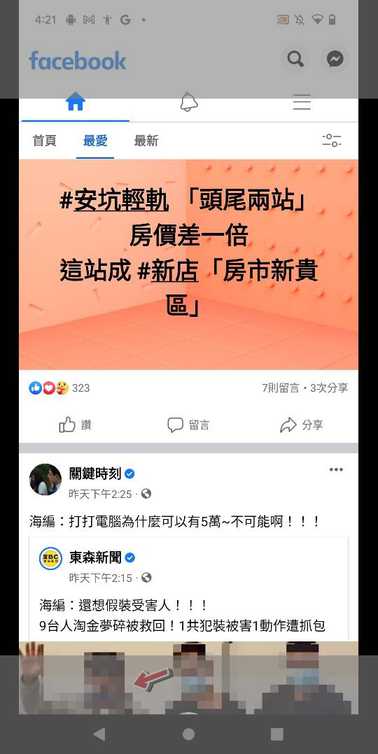 4:21
facebook
首頁 最愛 最新
#安坑輕軌 「頭尾兩站」
房價差一倍
這站成 #新店「房市新貴
區」
323 7則留言・3次分享
讚 留言 分享
關鍵時刻
昨天下午2:25
海編：打打電腦為什麼可以有5萬~不可能啊！！！
EBC
東森新聞
昨天下午2:15
海編：還想假裝受害人！！！
9台人淘金夢碎被救回！1共犯裝被害1動作遭抓包